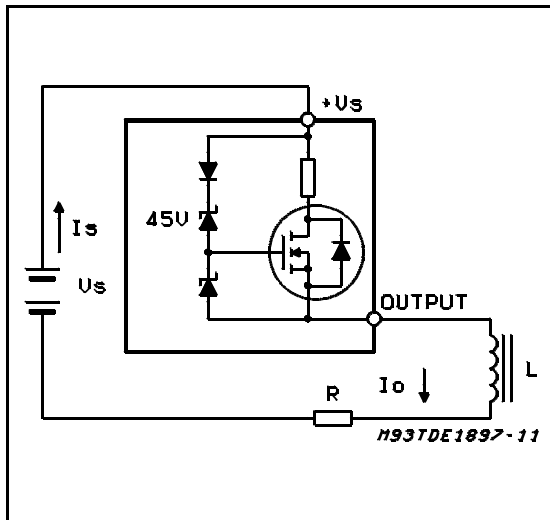 +Vs
45V
Is
Vs
OUTPUT
R
Io
L
M93TDE1897-11